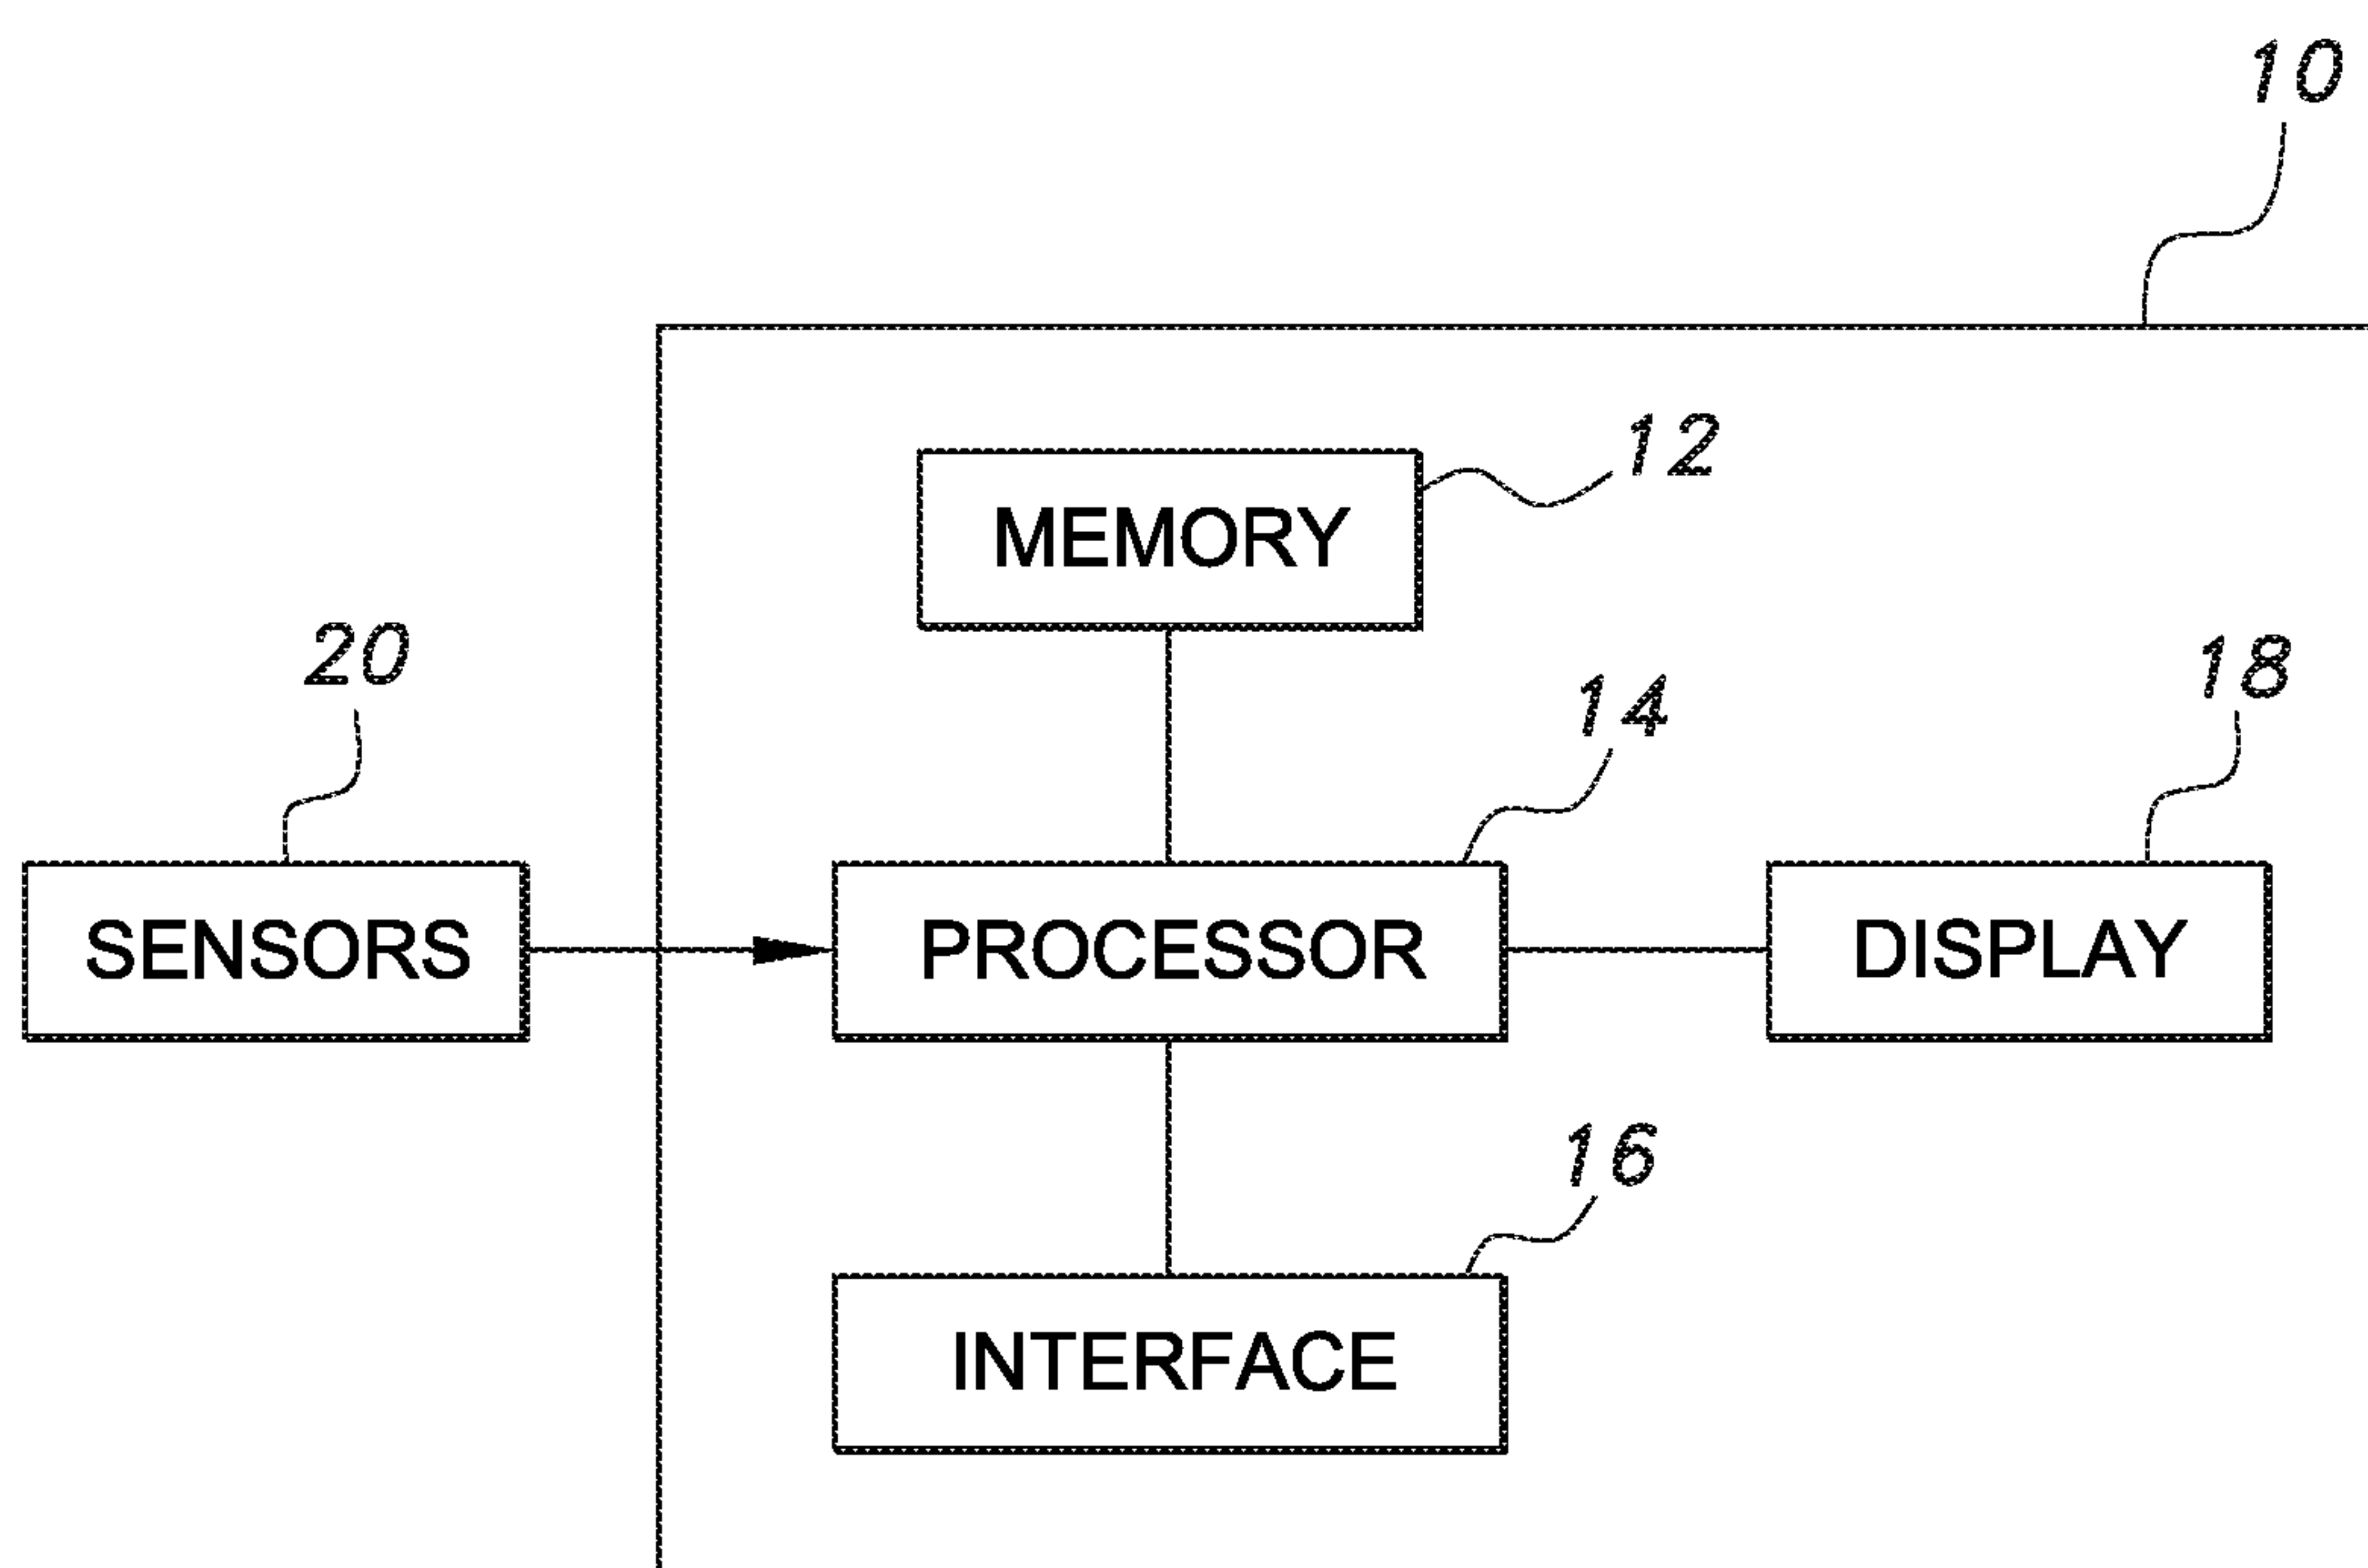 10
12
MEMORY
20
14
18
SENSORS
PROCESSOR
DISPLAY
16
INTERFACE